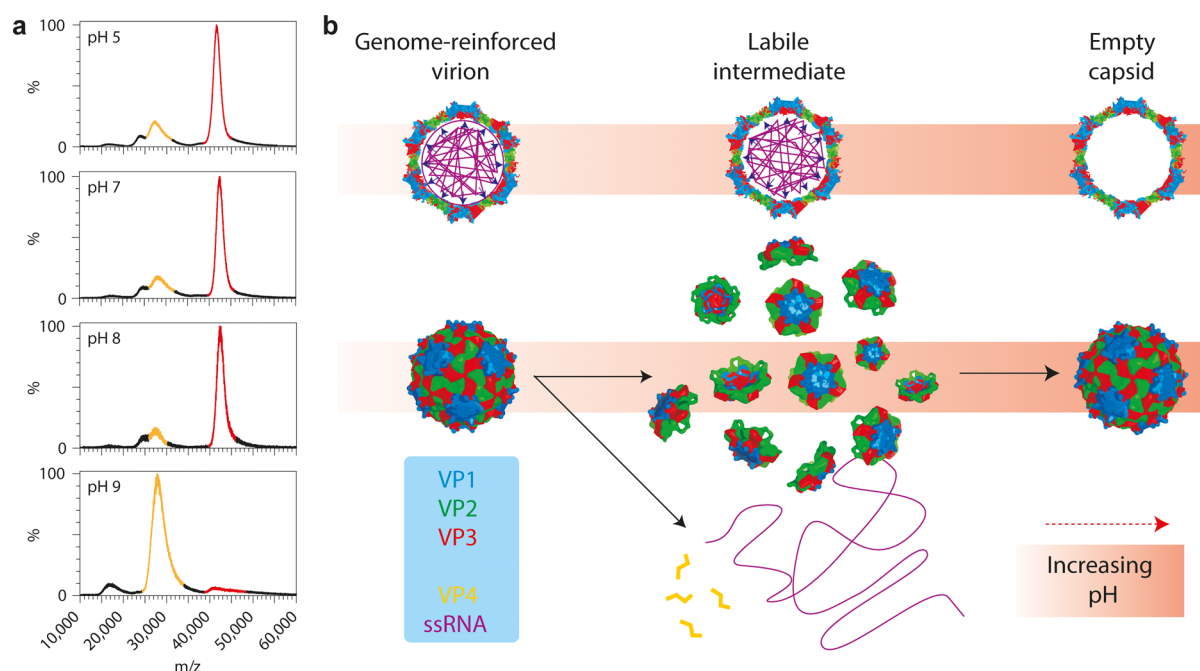 a
100
pH 5
%
0
100
pH 7
%
0
100
pH 8
%
0
100
pH 9
%
0
10,000
20,000
30,000
40,000
50,000
60,000
m/z
b
Genome-reinforced
virion
Labile
intermediate
Empty
capsid
VP1
VP2
VP3
VP4
ssRNA
Increasing
pH